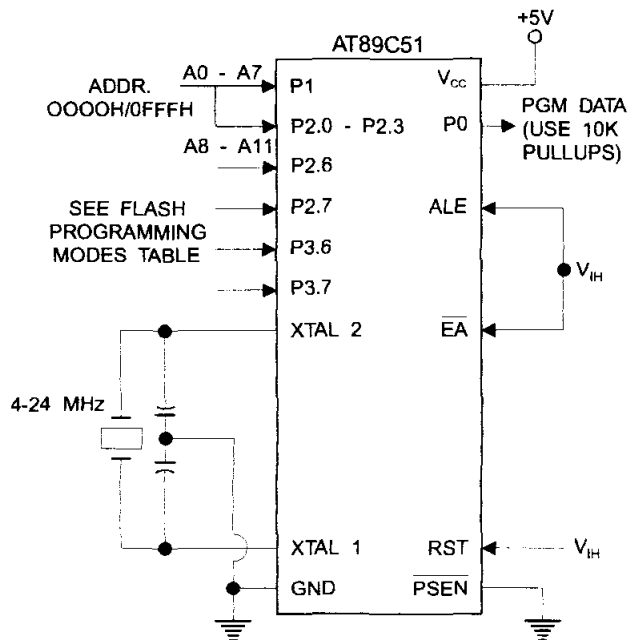 +5V
AT89C51
A0 - A7
ADDR.
OOOOH/0FFFH
P1
VCC
P2.0 - P2.3
P0
PGM DATA
(USE 10K
PULLUPS)
A8 - A11
P2.6
SEE FLASH
PROGRAMMING
MODES TABLE
P2.7
ALE
P3.6
P3.7
VIH
XTAL 2
EA
4-24 MHz
XTAL 1
RST
VIH
GND
PSEN